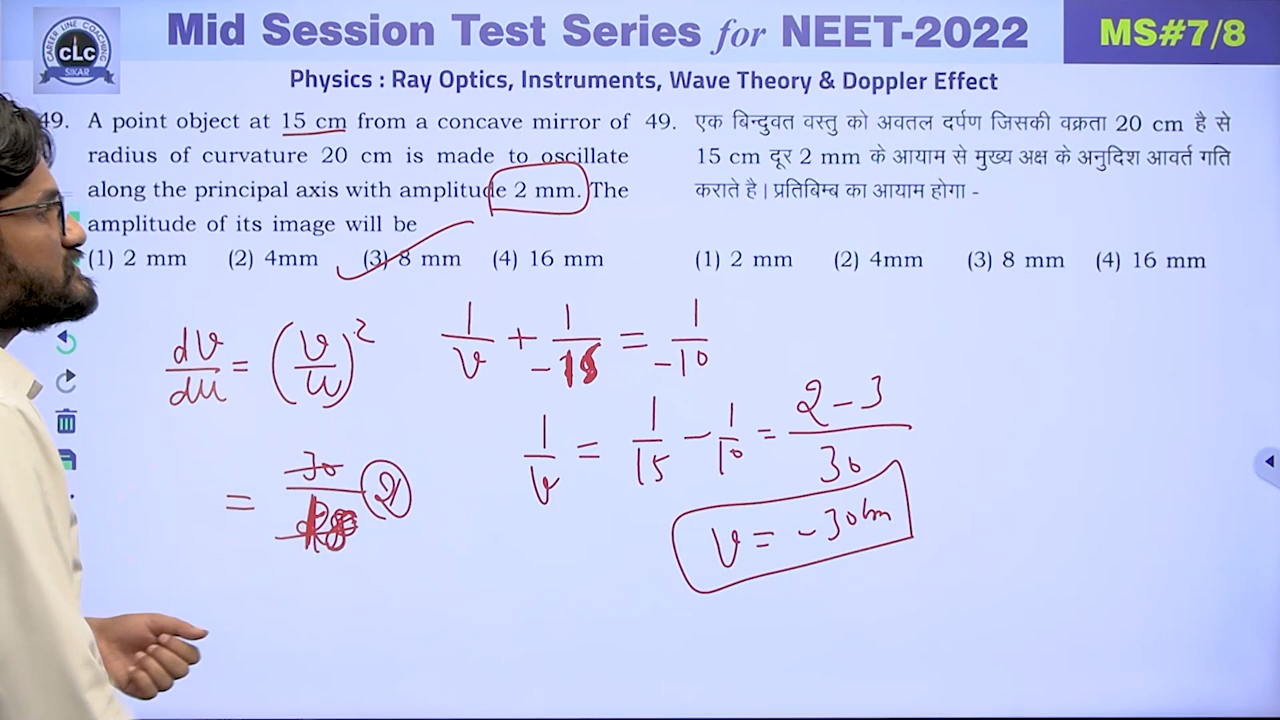 CAREER LINE COACHING
CLC
SIKAR
Mid Session Test Series for NEET-2022
MS#7/8
Physics : Ray Optics, Instruments, Wave Theory & Doppler Effect
49. A point object at 15 cm from a concave mirror of
radius of curvature 20 cm is made to oscillate
along the principal axis with amplitude 2 mm. The
amplitude of its image will be
(1) 2 mm (2) 4mm (3) 8 mm (4) 16 mm
49. एक बिन्दुवत वस्तु को अवतल दर्पण जिसकी वक्रता 20 cm है से
15 cm दूर 2 mm के आयाम से मुख्य अक्ष के अनुदिश आवर्त गति
कराते है। प्रतिबिम्ब का आयाम होगा -
(1) 2 mm (2) 4mm (3) 8 mm (4) 16 mm
dv/du = (v/u)²
= 30/ 2
1/v + 1/-15 = 1/-10
1/v = 1/15 - 1/10 = 2-3/30
v = -30cm